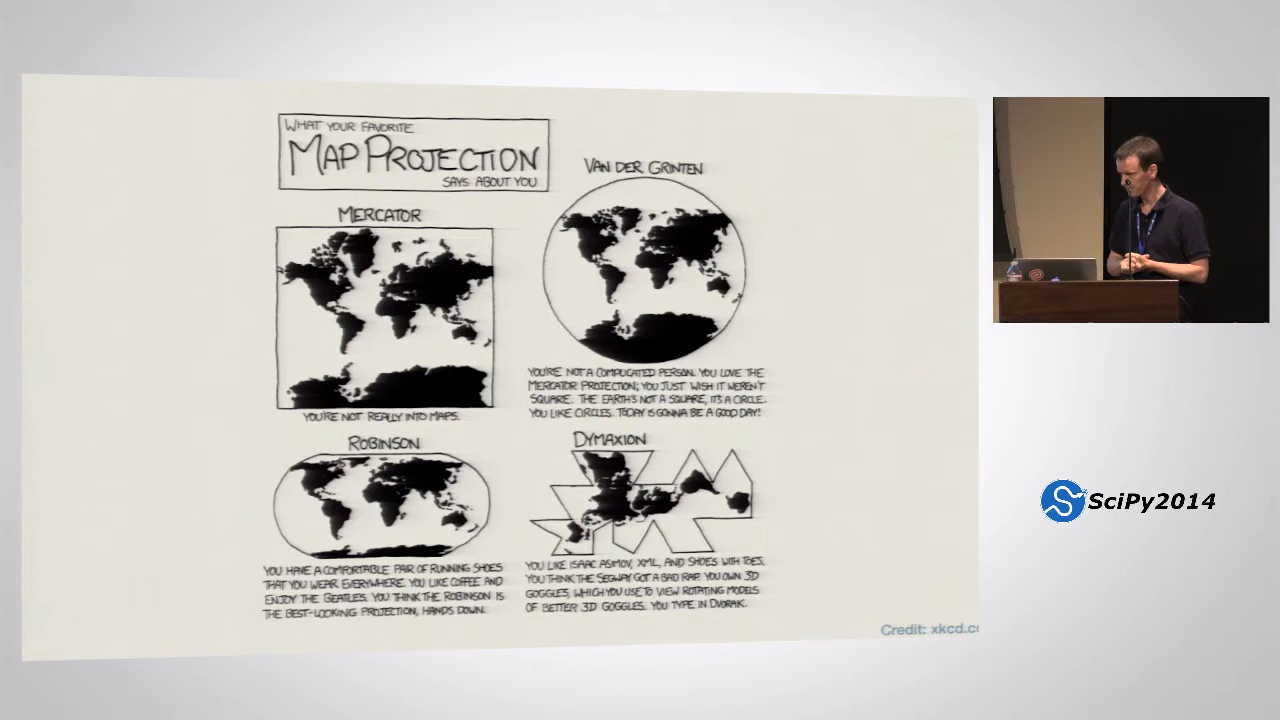 WHAT YOUR FAVORITE
MAP PROJECTION
SAYS ABOUT YOU
MERCATOR
YOU'RE NOT REALLY INTO MAPS.
VAN DER GRINTEN
YOU'RE NOT A COMPLICATED PERSON. YOU LOVE THE
MERCATOR PROJECTION; YOU JUST WISH IT WEREN'T
SQUARE. THE EARTH'S NOT A SQUARE, IT'S A CIRCLE.
YOU LIKE CIRCLES. TODAY IS GONNA BE A GOOD DAY!
ROBINSON
YOU HAVE A COMFORTABLE PAIR OF RUNNING SHOES
THAT YOU WEAR EVERYWHERE. YOU LIKE COFFEE AND
ENJOY THE BEATLES. YOU THINK THE ROBINSON IS
THE BEST-LOOKING PROJECTION, HANDS DOWN.
DYMAXION
YOU LIKE ISAAC ASIMOV, XML, AND SHOES WITH TOES.
YOU THINK THE SEGWAY GOT A BAD RAP. YOU OWN 3D
GOGGLES, WHICH YOU USE TO VIEW ROTATING MODELS
OF BETTER 3D GOGGLES. YOU TYPE IN DVORAK.
Credit: xkcd.c
SciPy2014